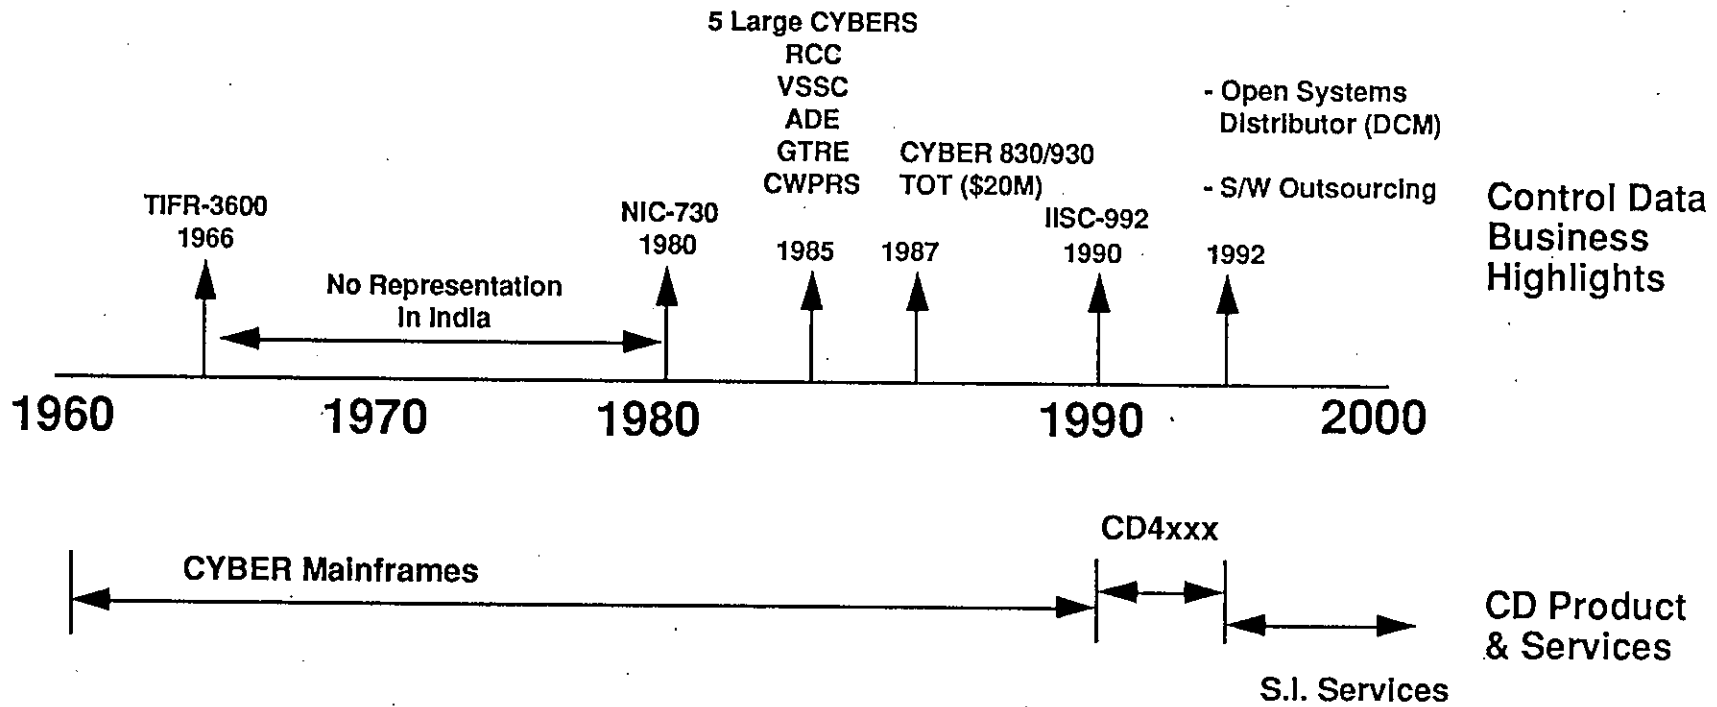 5 Large CYBERS
RCC
VSSC
ADE
GTRE
CWPRS
TIFR-3600
1966
No Representation
in India
NIC-730
1980
1985
CYBER 830/930
TOT ($20M)
1987
IISC-992
1990
- Open Systems
Distributor (DCM)
- S/W Outsourcing
1992
Control Data
Business
Highlights
1960
1970
1980
1990
2000
CYBER Mainframes
CD4xxx
S.I. Services
CD Product
& Services